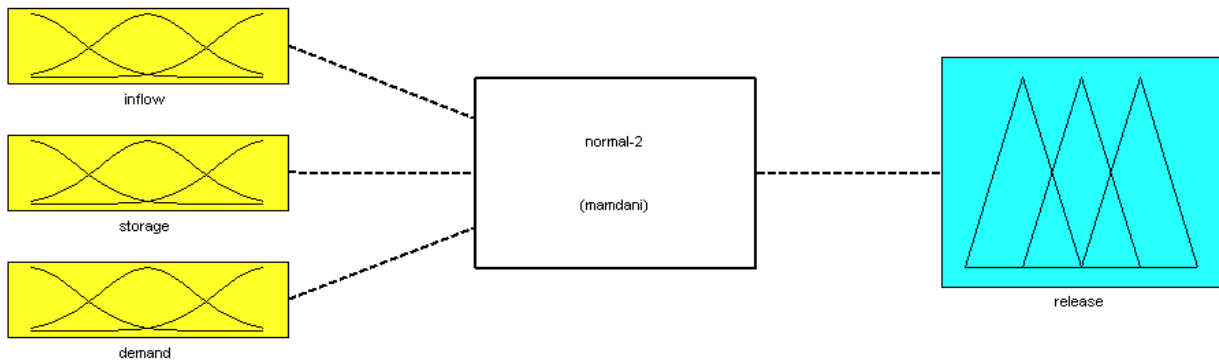 inflow
storage
demand
normal-2
(mamdani)
release